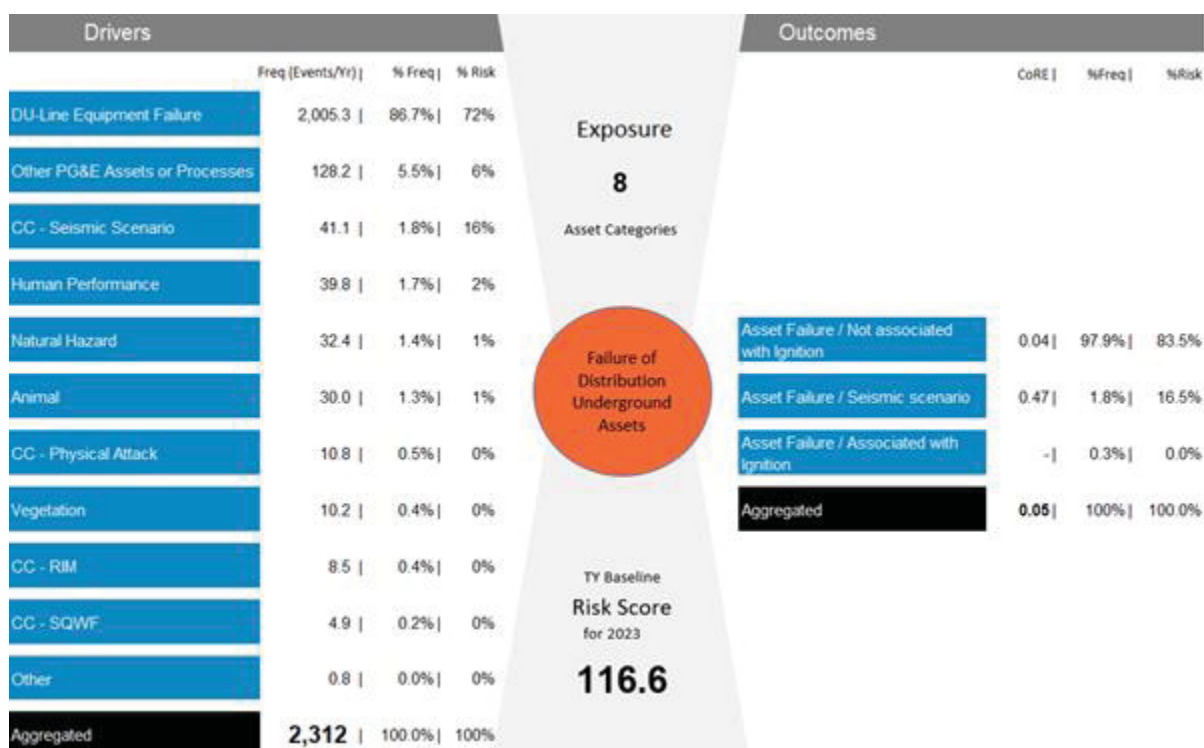 Drivers
Freq (Events/Yr) | % Freq | % Risk
DU-Line Equipment Failure 2,005.3 | 86.7% | 72%
Other PG&E Assets or Processes 128.2 | 5.5% | 6%
CC - Seismic Scenario 41.1 | 1.8% | 16%
Human Performance 39.8 | 1.7% | 2%
Natural Hazard 32.4 | 1.4% | 1%
Animal 30.0 | 1.3% | 1%
CC - Physical Attack 10.8 | 0.5% | 0%
Vegetation 10.2 | 0.4% | 0%
CC - RIM 8.5 | 0.4% | 0%
CC - SQWF 4.9 | 0.2% | 0%
Other 0.8 | 0.0% | 0%
Aggregated 2,312 | 100.0% | 100%
Exposure
8
Asset Categories
Failure of
Distribution
Underground
Assets
TY Baseline
Risk Score
for 2023
116.6
Outcomes
CoRE | %Freq | %Risk
Asset Failure / Not associated
with Ignition 0.04 | 97.9% | 83.5%
Asset Failure / Seismic scenario 0.47 | 1.8% | 16.5%
Asset Failure / Associated with
Ignition - | 0.3% | 0.0%
Aggregated 0.05 | 100% | 100.0%